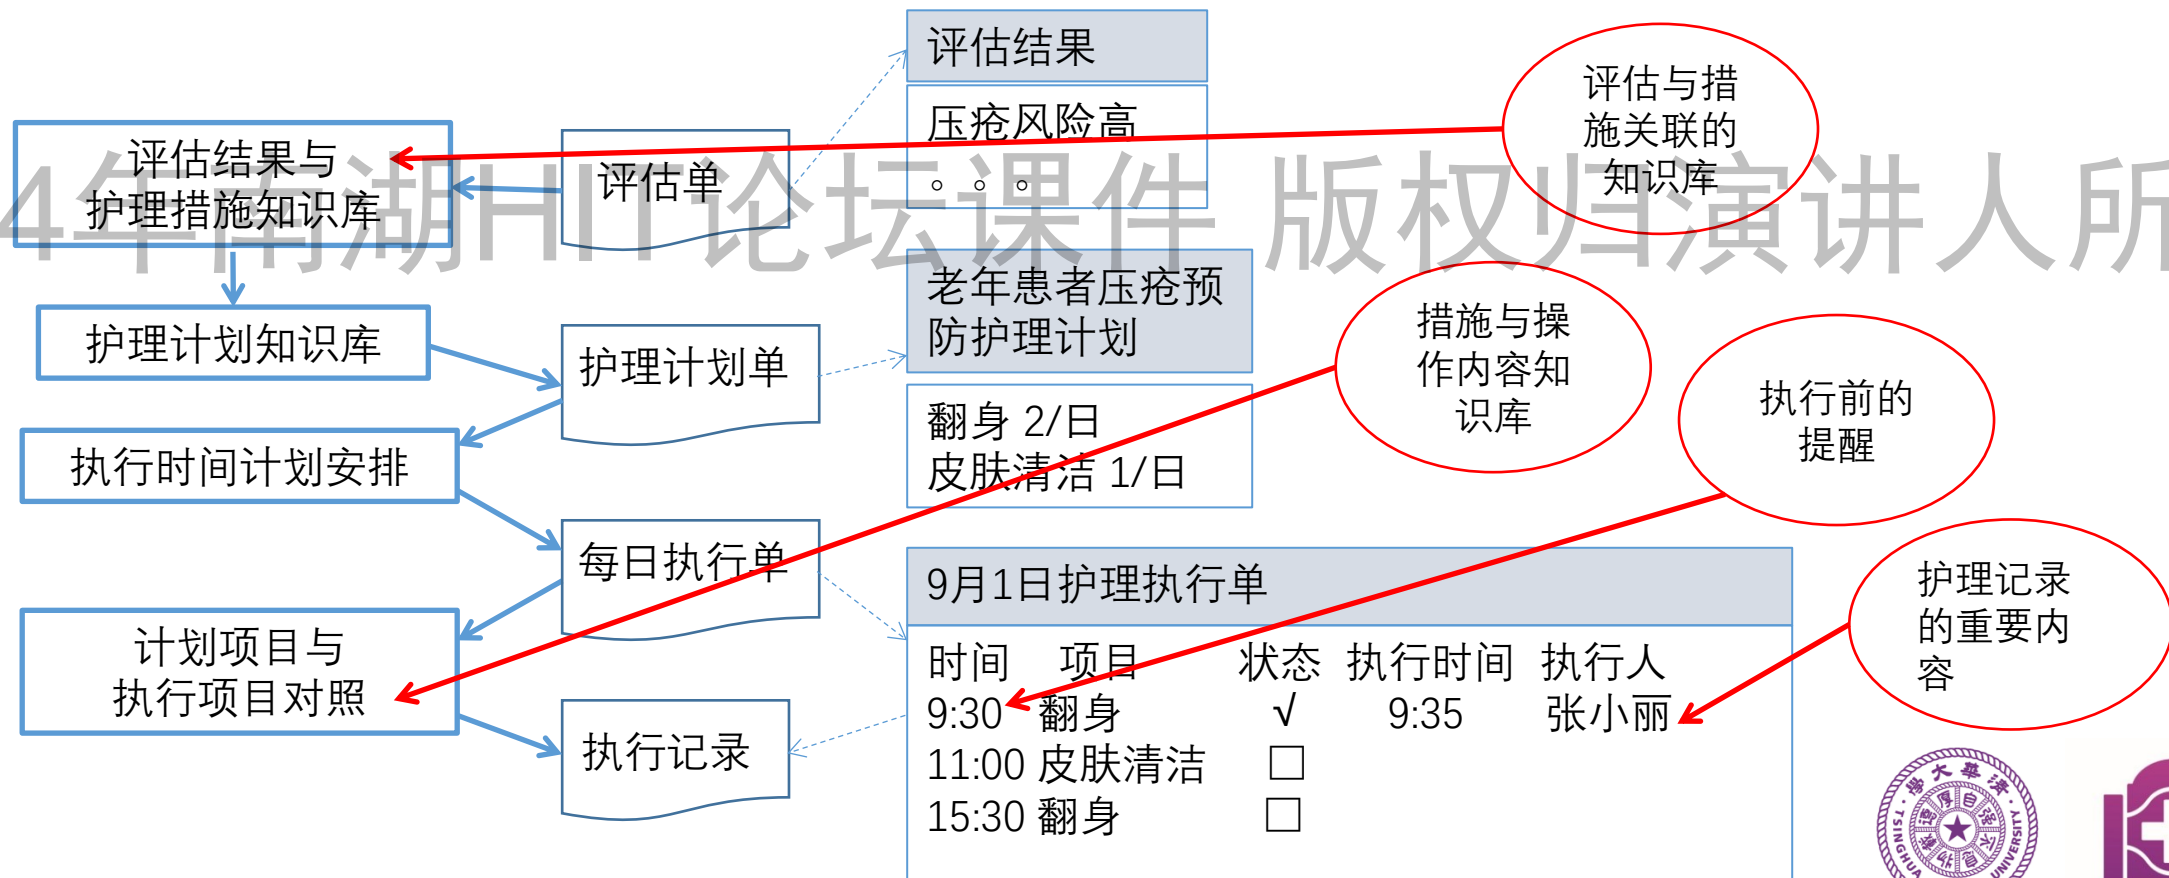 评估结果
压疮风险高
。。。
评估与措
施关联的
知识库
评估结果与
护理措施知识库
评估单
4年南湖HIT论坛课件 版权归演讲人所
老年患者压疮预
防护理计划
护理计划知识库
护理计划单
措施与操
作内容知
识库
执行前的
提醒
翻身 2/日
皮肤清洁 1/日
执行时间计划安排
每日执行单
9月1日护理执行单
护理记录
的重要内
容
计划项目与
执行项目对照
时间 项目 状态 执行时间 执行人
9:30 翻身 √ 9:35 张小丽
11:00 皮肤清洁 □
15:30 翻身 □
执行记录